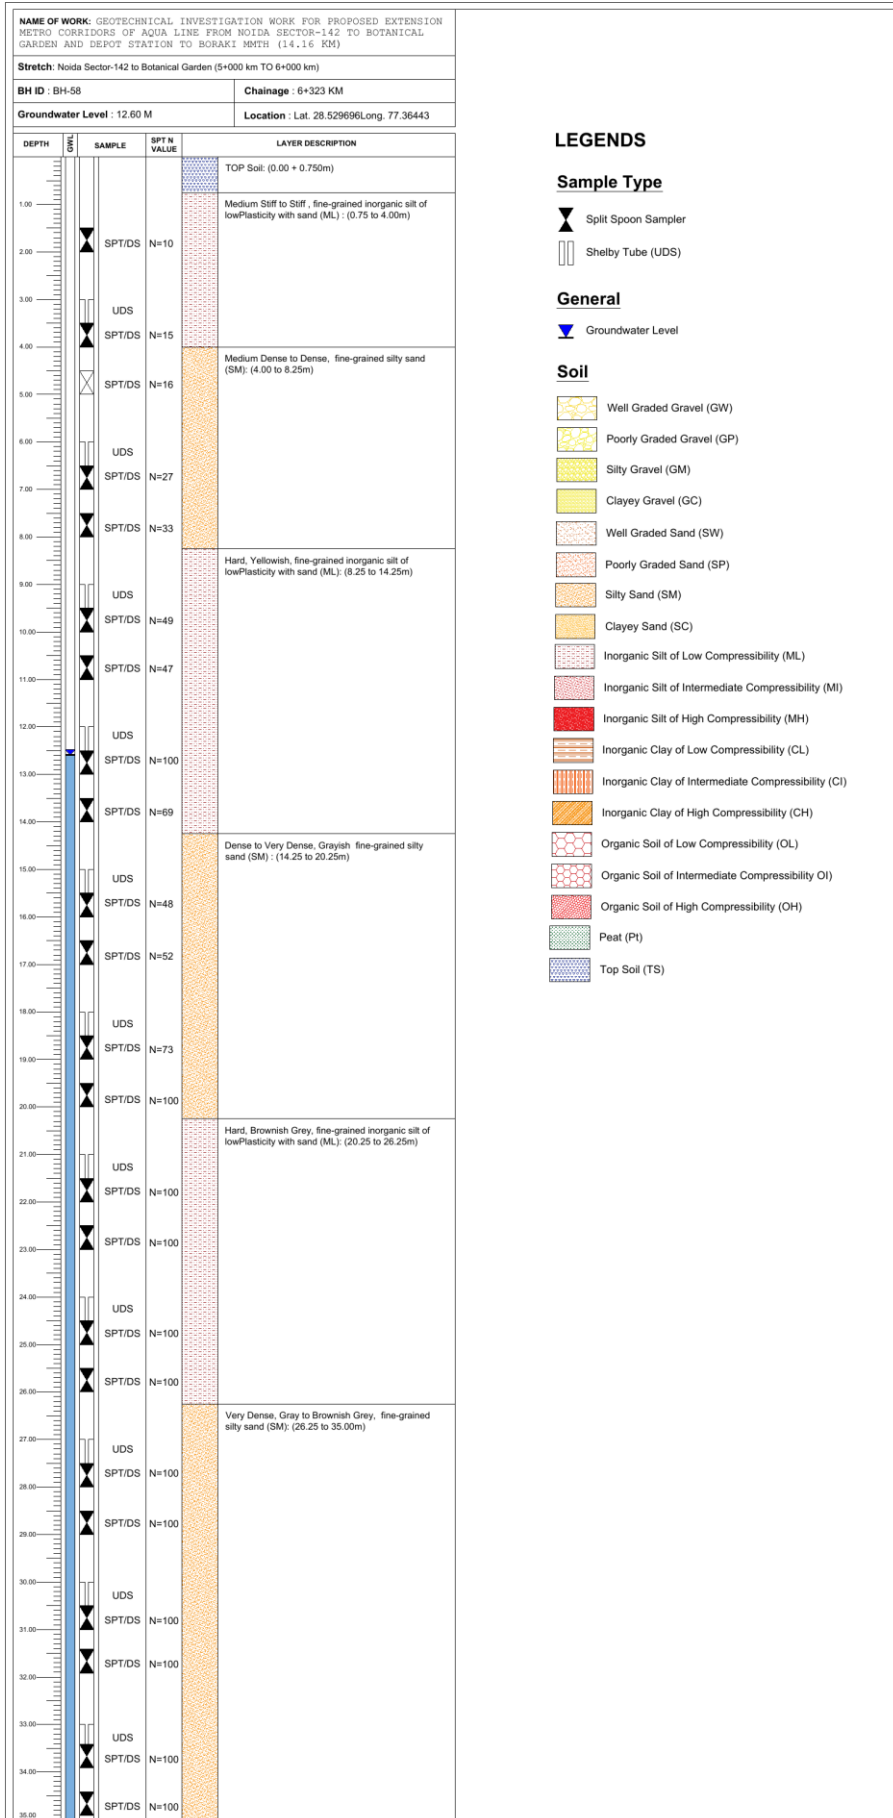 NAME OF WORK: GEOTECHNICAL INVESTIGATION WORK FOR PROPOSED EXTENSION
METRO CORRIDORS OF AQUA LINE FROM NOIDA SECTOR-142 TO BOTANICAL
GARDEN AND DEPOT STATION TO BORAKI MMTH (14.16 KM)
Stretch: Noida Sector-142 to Botanical Garden (5+000 km TO 6+000 km)
BH ID : BH-58
Chainage : 6+323 KM
Groundwater Level : 12.60 M
Location : Lat. 28.529696Long. 77.36443
DEPTH
GWL
SAMPLE
SPT N
VALUE
LAYER DESCRIPTION
TOP Soil: (0.00 + 0.750m)
Medium Stiff to Stiff , fine-grained inorganic silt of
lowPlasticity with sand (ML) : (0.75 to 4.00m)
1.00
SPT/DS N=10
2.00
3.00
UDS
SPT/DS N=15
4.00
Medium Dense to Dense, fine-grained silty sand
(SM): (4.00 to 8.25m)
SPT/DS N=16
5.00
6.00
UDS
SPT/DS N=27
7.00
SPT/DS N=33
8.00
Hard, Yellowish, fine-grained inorganic silt of
lowPlasticity with sand (ML): (8.25 to 14.25m)
9.00
UDS
SPT/DS N=49
10.00
SPT/DS N=47
11.00
12.00
UDS
SPT/DS N=100
13.00
SPT/DS N=69
14.00
Dense to Very Dense, Grayish fine-grained silty
sand (SM) : (14.25 to 20.25m)
15.00
UDS
SPT/DS N=48
16.00
SPT/DS N=52
17.00
18.00
UDS
SPT/DS N=73
19.00
SPT/DS N=100
20.00
Hard, Brownish Grey, fine-grained inorganic silt of
lowPlasticity with sand (ML): (20.25 to 26.25m)
21.00
UDS
SPT/DS N=100
22.00
SPT/DS N=100
23.00
24.00
UDS
SPT/DS N=100
25.00
SPT/DS N=100
26.00
Very Dense, Gray to Brownish Grey, fine-grained
silty sand (SM): (26.25 to 35.00m)
27.00
UDS
SPT/DS N=100
28.00
SPT/DS N=100
29.00
30.00
UDS
SPT/DS N=100
31.00
SPT/DS N=100
32.00
33.00
UDS
SPT/DS N=100
34.00
SPT/DS N=100
35.00
LEGENDS
Sample Type
Split Spoon Sampler
Shelby Tube (UDS)
General
Groundwater Level
Soil
Well Graded Gravel (GW)
Poorly Graded Gravel (GP)
Silty Gravel (GM)
Clayey Gravel (GC)
Well Graded Sand (SW)
Poorly Graded Sand (SP)
Silty Sand (SM)
Clayey Sand (SC)
Inorganic Silt of Low Compressibility (ML)
Inorganic Silt of Intermediate Compressibility (MI)
Inorganic Silt of High Compressibility (MH)
Inorganic Clay of Low Compressibility (CL)
Inorganic Clay of Intermediate Compressibility (CI)
Inorganic Clay of High Compressibility (CH)
Organic Soil of Low Compressibility (OL)
Organic Soil of Intermediate Compressibility OI)
Organic Soil of High Compressibility (OH)
Peat (Pt)
Top Soil (TS)